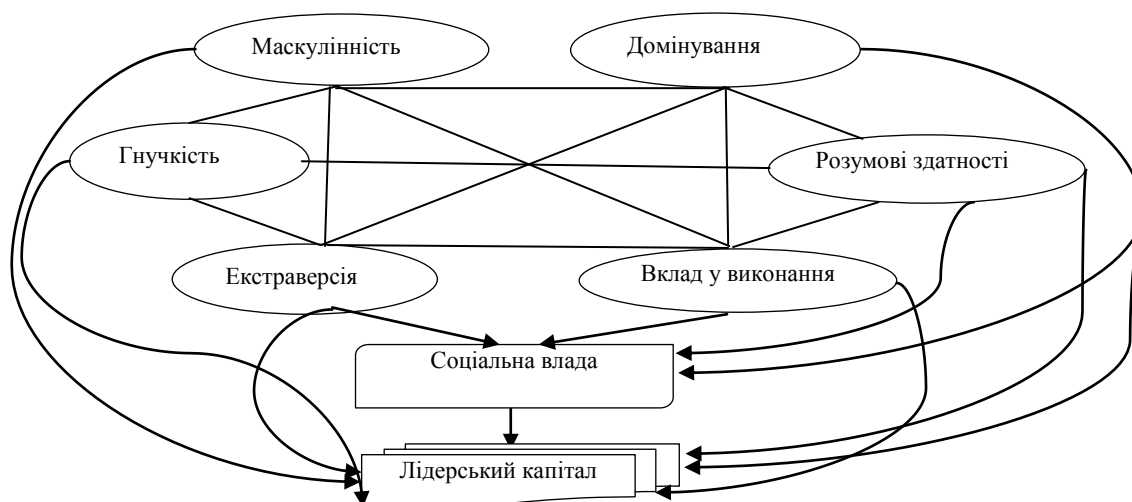 Маскулінність
Домінування
Гнучкість
Розумові здатності
Екстраверсія
Вклад у виконання
Соціальна влада
Лідерський капітал